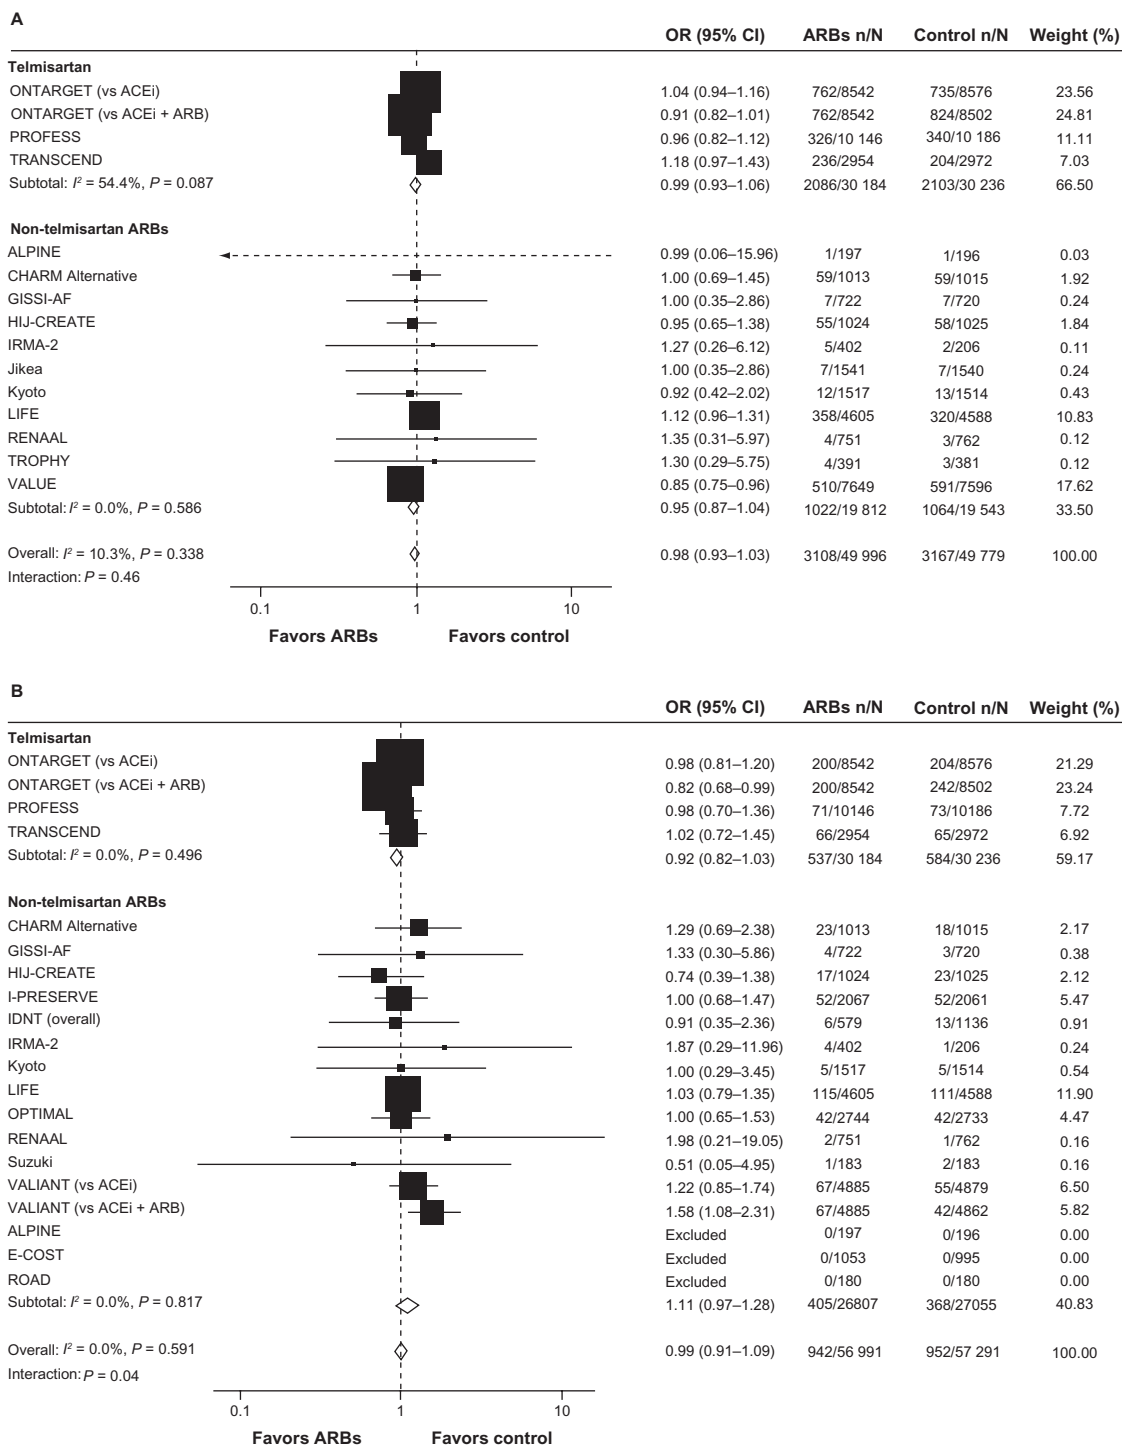 A
OR (95% CI) ARBs n/N Control n/N Weight (%)
Telmisartan
ONTARGET (vs ACEi) 1.04 (0.94–1.16) 762/8542 735/8576 23.56
ONTARGET (vs ACEi + ARB) 0.91 (0.82–1.01) 762/8542 824/8502 24.81
PROFESS 0.96 (0.82–1.12) 326/10 146 340/10 186 11.11
TRANSCEND 1.18 (0.97–1.43) 236/2954 204/2972 7.03
Subtotal: I² = 54.4%, P = 0.087 0.99 (0.93–1.06) 2086/30 184 2103/30 236 66.50
Non-telmisartan ARBs
ALPINE 0.99 (0.06–15.96) 1/197 1/196 0.03
CHARM Alternative 1.00 (0.69–1.45) 59/1013 59/1015 1.92
GISSI-AF 1.00 (0.35–2.86) 7/722 7/720 0.24
HIJ-CREATE 0.95 (0.65–1.38) 55/1024 58/1025 1.84
IRMA-2 1.27 (0.26–6.12) 5/402 2/206 0.11
Jikea 1.00 (0.35–2.86) 7/1541 7/1540 0.24
Kyoto 0.92 (0.42–2.02) 12/1517 13/1514 0.43
LIFE 1.12 (0.96–1.31) 358/4605 320/4588 10.83
RENAAL 1.35 (0.31–5.97) 4/751 3/762 0.12
TROPHY 1.30 (0.29–5.75) 4/391 3/381 0.12
VALUE 0.85 (0.75–0.96) 510/7649 591/7596 17.62
Subtotal: I² = 0.0%, P = 0.586 0.95 (0.87–1.04) 1022/19 812 1064/19 543 33.50
Overall: I² = 10.3%, P = 0.338 0.98 (0.93–1.03) 3108/49 996 3167/49 779 100.00
Interaction: P = 0.46
0.1 1 10
Favors ARBs Favors control
B
OR (95% CI) ARBs n/N Control n/N Weight (%)
Telmisartan
ONTARGET (vs ACEi) 0.98 (0.81–1.20) 200/8542 204/8576 21.29
ONTARGET (vs ACEi + ARB) 0.82 (0.68–0.99) 200/8542 242/8502 23.24
PROFESS 0.98 (0.70–1.36) 71/10146 73/10186 7.72
TRANSCEND 1.02 (0.72–1.45) 66/2954 65/2972 6.92
Subtotal: I² = 0.0%, P = 0.496 0.92 (0.82–1.03) 537/30 184 584/30 236 59.17
Non-telmisartan ARBs
CHARM Alternative 1.29 (0.69–2.38) 23/1013 18/1015 2.17
GISSI-AF 1.33 (0.30–5.86) 4/722 3/720 0.38
HIJ-CREATE 0.74 (0.39–1.38) 17/1024 23/1025 2.12
I-PRESERVE 1.00 (0.68–1.47) 52/2067 52/2061 5.47
IDNT (overall) 0.91 (0.35–2.36) 6/579 13/1136 0.91
IRMA-2 1.87 (0.29–11.96) 4/402 1/206 0.24
Kyoto 1.00 (0.29–3.45) 5/1517 5/1514 0.54
LIFE 1.03 (0.79–1.35) 115/4605 111/4588 11.90
OPTIMAL 1.00 (0.65–1.53) 42/2744 42/2733 4.47
RENAAL 1.98 (0.21–19.05) 2/751 1/762 0.16
Suzuki 0.51 (0.05–4.95) 1/183 2/183 0.16
VALIANT (vs ACEi) 1.22 (0.85–1.74) 67/4885 55/4879 6.50
VALIANT (vs ACEi + ARB) 1.58 (1.08–2.31) 67/4885 42/4862 5.82
ALPINE Excluded 0/197 0/196 0.00
E-COST Excluded 0/1053 0/995 0.00
ROAD Excluded 0/180 0/180 0.00
Subtotal: I² = 0.0%, P = 0.817 1.11 (0.97–1.28) 405/26807 368/27055 40.83
Overall: I² = 0.0%, P = 0.591 0.99 (0.91–1.09) 942/56 991 952/57 291 100.00
Interaction: P = 0.04
0.1 1 10
Favors ARBs Favors control